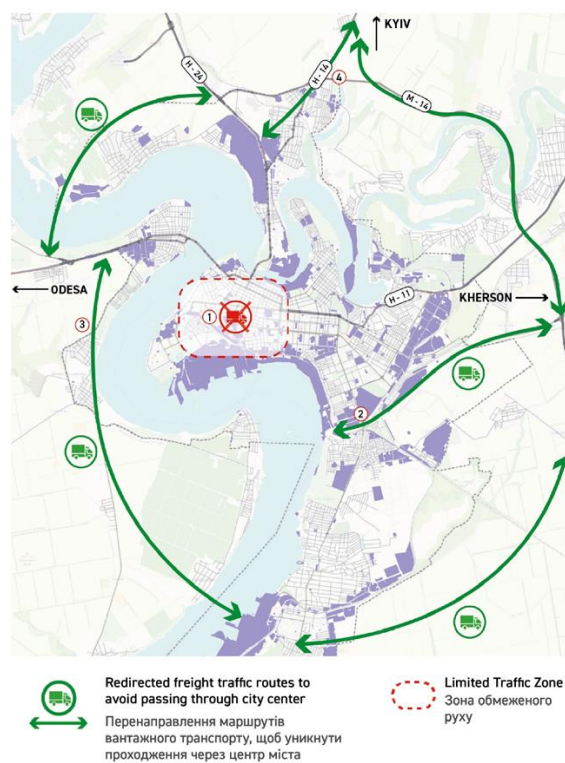 KYIV
H-24
H-14
4
M-14
ODESA
H-11
KHERSON
1
3
2
Redirected freight traffic routes to
avoid passing through city center
Перенаправлення маршрутів
вантажного транспорту, щоб уникнути
проходження через центр міста
Limited Traffic Zone
Зона обмеженого
руху